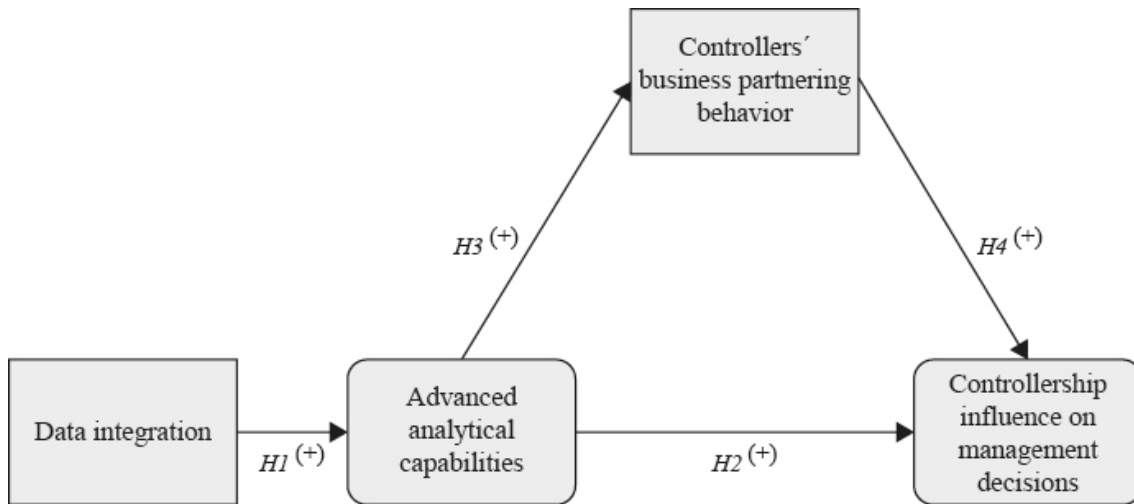 Controllers´
business partnering
behavior
H3 (+)
H4 (+)
Data integration
H1 (+)
Advanced
analytical
capabilities
H2 (+)
Controllership
influence on
management
decisions